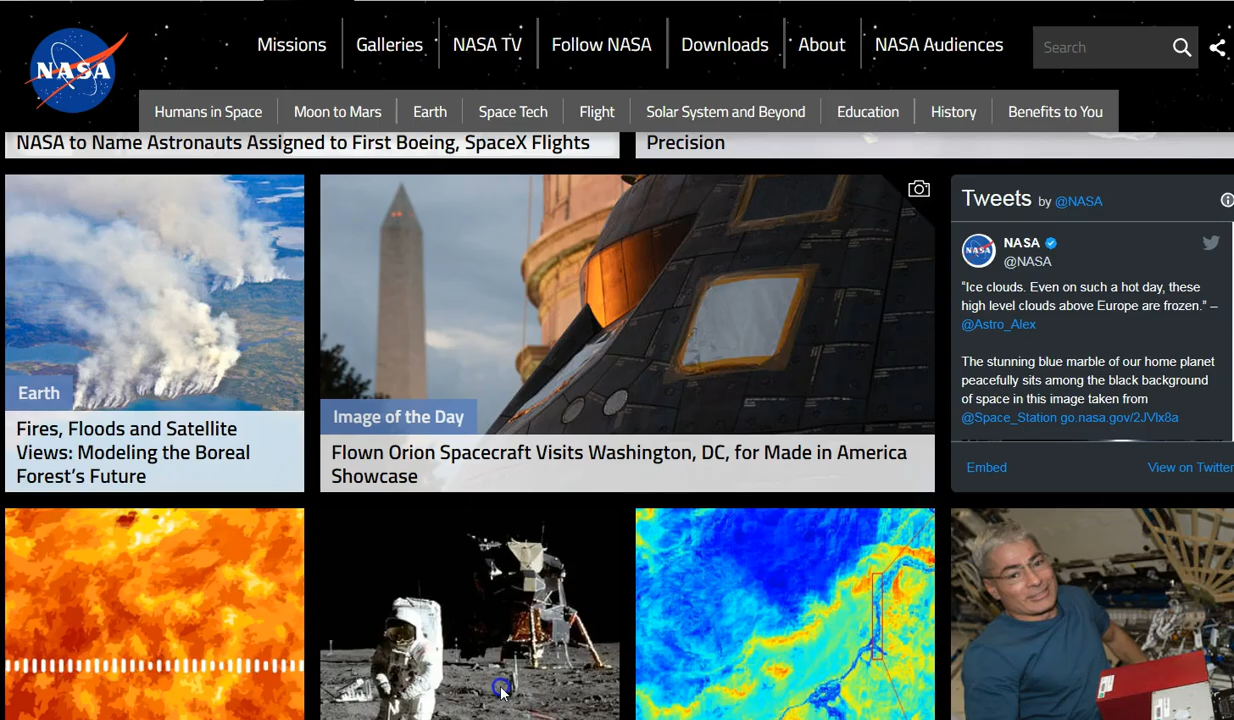 NASA
Missions
Galleries
NASA TV
Follow NASA
Downloads
About
NASA Audiences
Search
Humans in Space
Moon to Mars
Earth
Space Tech
Flight
Solar System and Beyond
Education
History
Benefits to You
NASA to Name Astronauts Assigned to First Boeing, SpaceX Flights
Precision
Earth
Fires, Floods and Satellite
Views: Modeling the Boreal
Forest's Future
Image of the Day
Flown Orion Spacecraft Visits Washington, DC, for Made in America
Showcase
Tweets by @NASA
NASA
NASA
@NASA
"Ice clouds. Even on such a hot day, these
high level clouds above Europe are frozen." –
@Astro_Alex
The stunning blue marble of our home planet
peacefully sits among the black background
of space in this image taken from
@Space_Station go.nasa.gov/2JVlx8a
Embed
View on Twitter